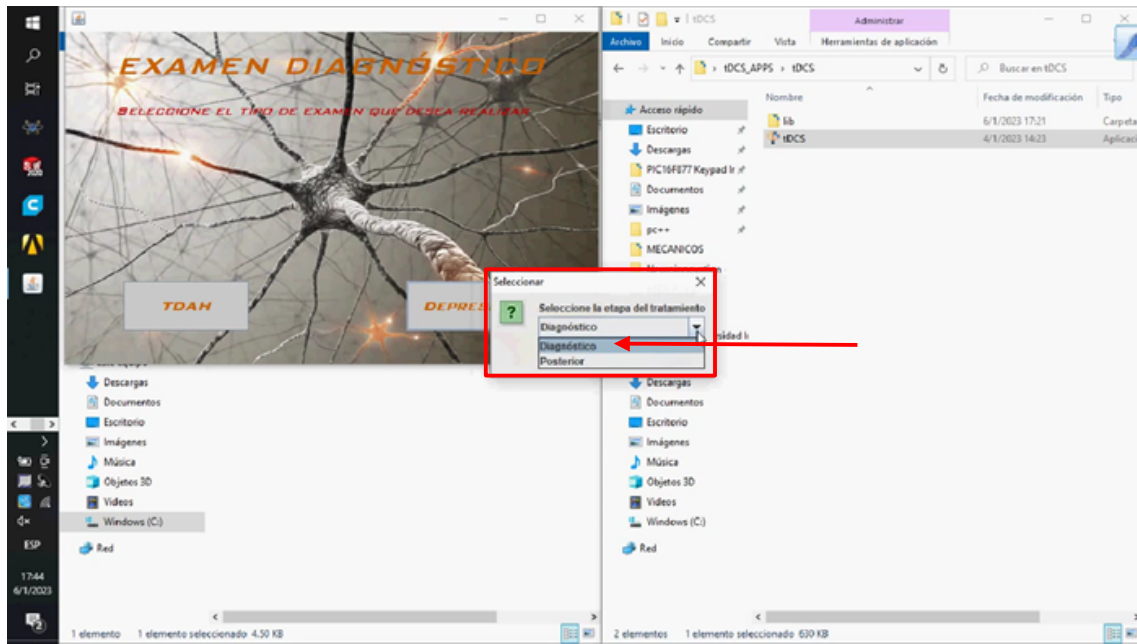 EXAMEN DIAGNÓSTICO
SELECCIONE EL TIPO DE EXAMEN QUE DESEA REALIZAR
TDAH
DEPRES
Seleccionar
Seleccione la etapa del tratamiento
Diagnóstico
Diagnóstico
Posterior
Descargas
Documentos
Escritorio
Imágenes
Música
Objetos 3D
Videos
Windows (C:)
Red
1 elemento 1 elemento seleccionado 4,50 KB
ESP
17:44
6/1/2023
tDCS
Administrar
Archivo Inicio Compartir Vista Herramientas de aplicación
tDCS_APPS › tDCS
Buscar en tDCS
Nombre Fecha de modificación Tipo
lib 6/1/2023 17:21 Carpeta
tDCS 4/1/2023 14:23 Aplicaci
Acceso rápido
Escritorio
Descargas
PIC16F877 Keypad Ir
Documentos
Imágenes
pc++
MECANICOS
Descargas
Documentos
Escritorio
Imágenes
Música
Objetos 3D
Videos
Windows (C:)
Red
2 elementos 1 elemento seleccionado 630 KB